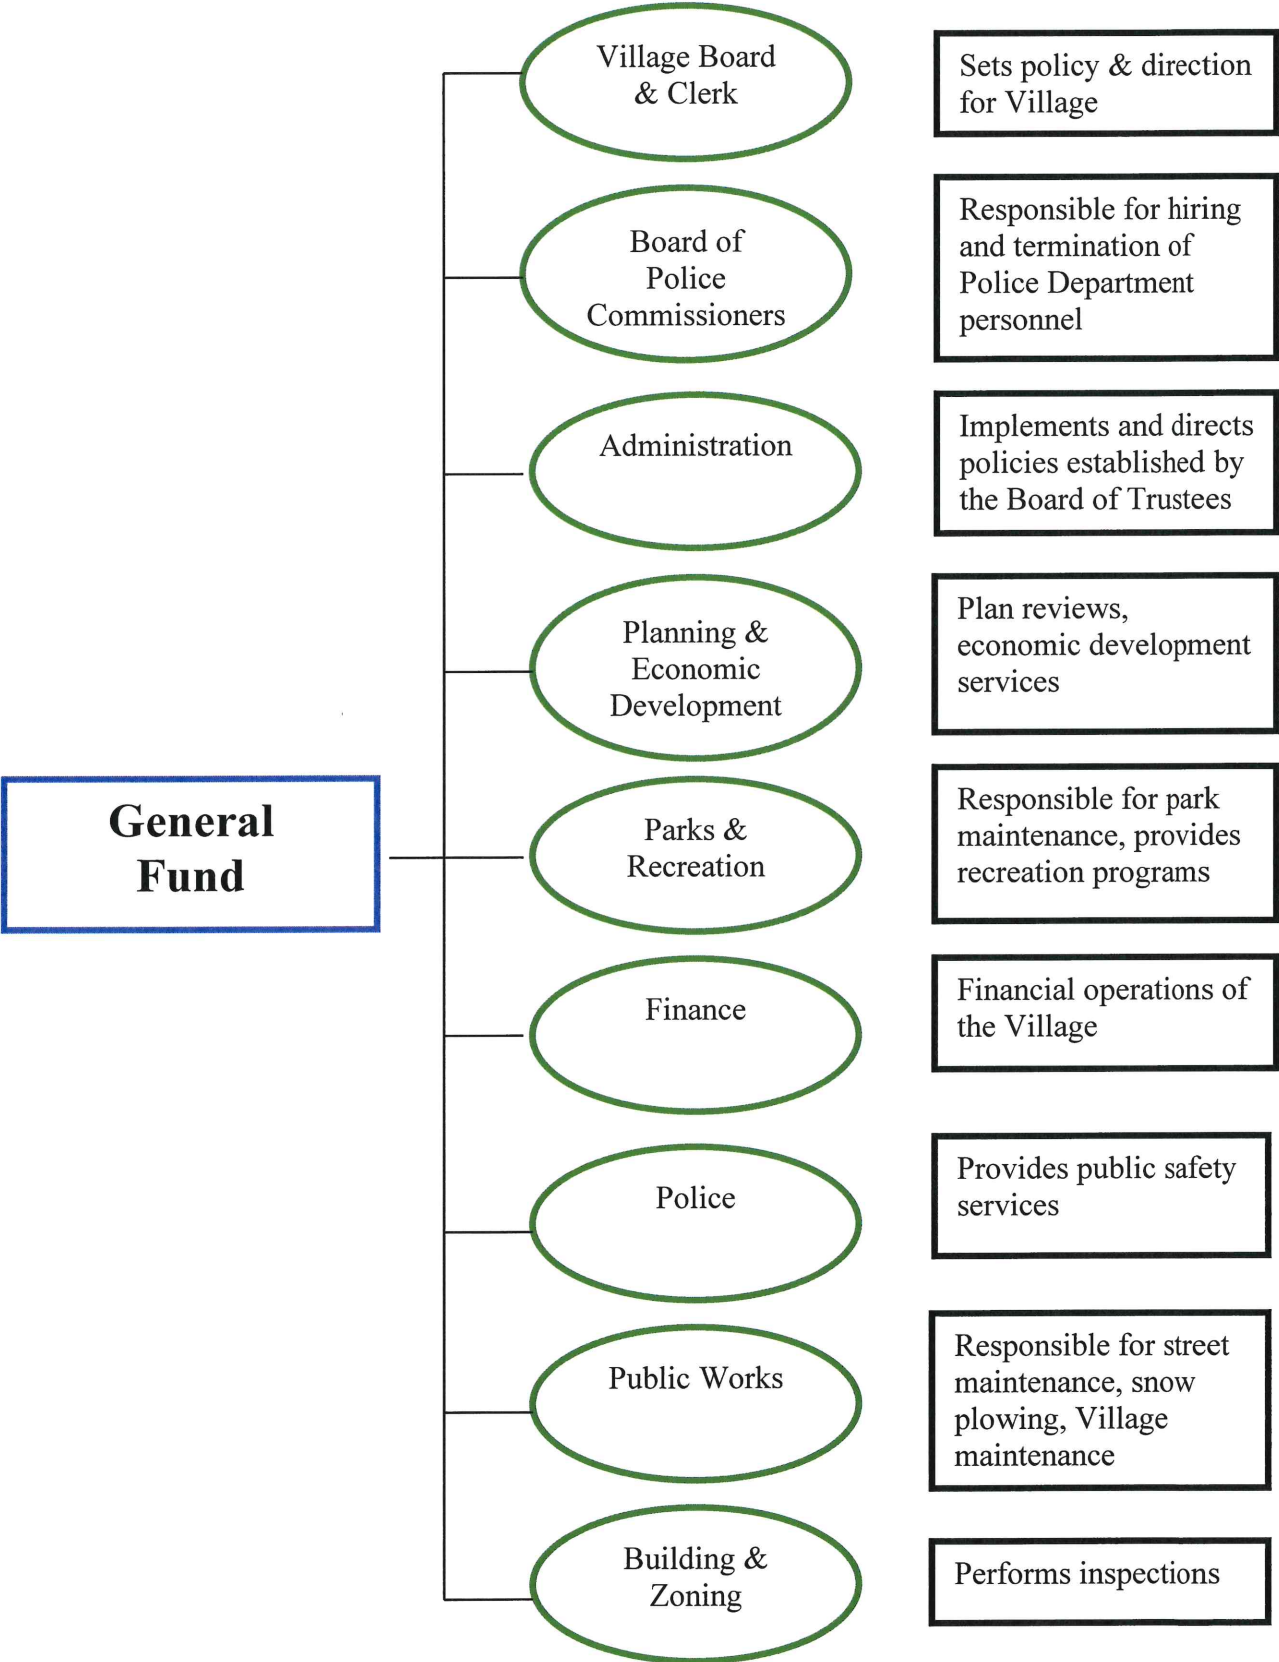 Village Board
& Clerk
Sets policy & direction
for Village
Board of
Police
Commissioners
Responsible for hiring
and termination of
Police Department
personnel
Administration
Implements and directs
policies established by
the Board of Trustees
Planning &
Economic
Development
Plan reviews,
economic development
services
General
Fund
Parks &
Recreation
Responsible for park
maintenance, provides
recreation programs
Finance
Financial operations of
the Village
Police
Provides public safety
services
Public Works
Responsible for street
maintenance, snow
plowing, Village
maintenance
Building &
Zoning
Performs inspections